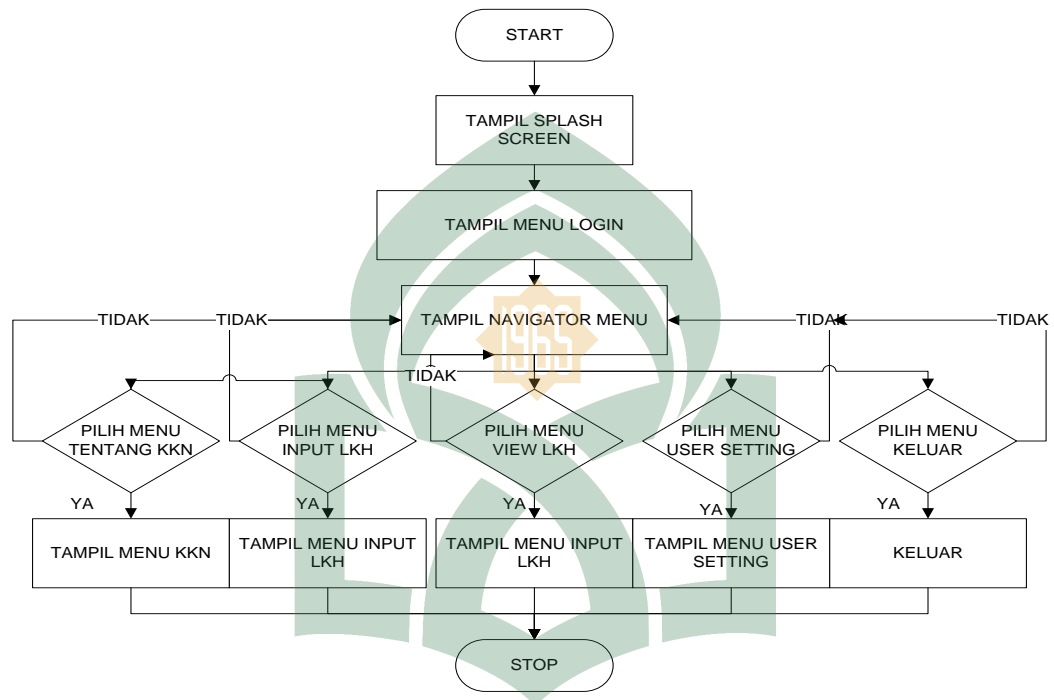 START
TAMPIL SPLASH
SCREEN
TAMPIL MENU LOGIN
TAMPIL NAVIGATOR MENU
1965
TIDAK
TIDAK
TIDAK
TIDAK
TIDAK
PILIH MENU
TENTANG KKN
PILIH MENU
INPUT LKH
PILIH MENU
VIEW LKH
PILIH MENU
USER SETTING
PILIH MENU
KELUAR
YA
YA
YA
YA
YA
TAMPIL MENU KKN
TAMPIL MENU INPUT
LKH
TAMPIL MENU INPUT
LKH
TAMPIL MENU USER
SETTING
KELUAR
STOP